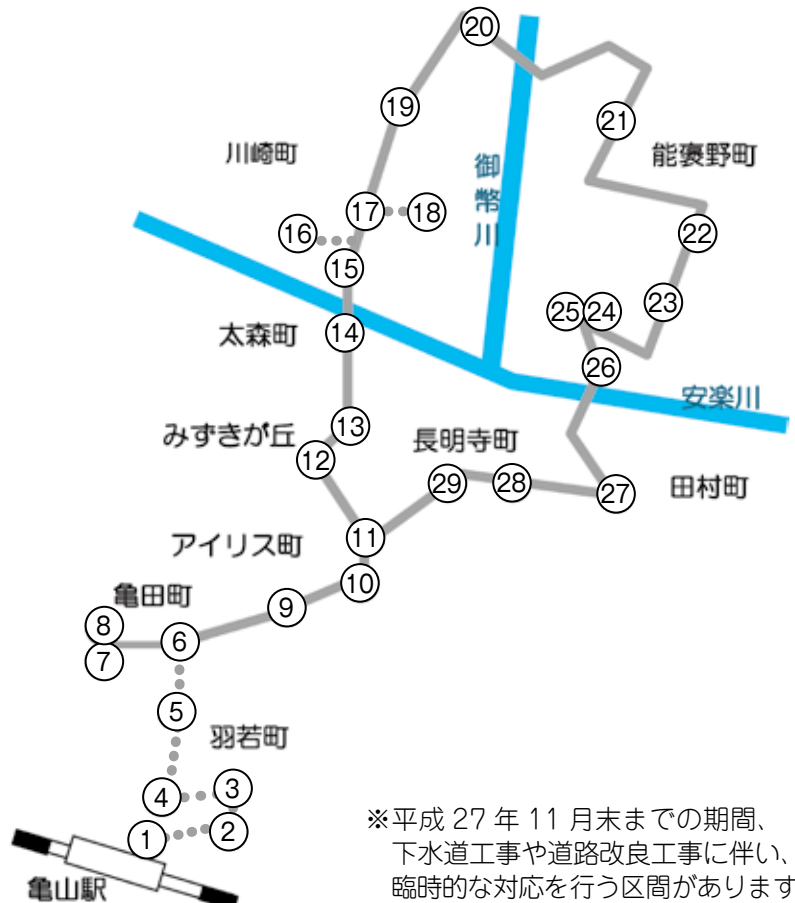 ⑳
⑲
㉑
川崎町
御幣川
能褒野町
⑰
⑱
⑯
㉒
⑮
㉕
㉔
㉓
太森町
⑭
㉖
安楽川
みずきが丘
⑬
長明寺町
⑫
㉙
㉘
㉗
田村町
アイリス町
⑪
⑩
亀田町
⑨
⑧
⑥
⑦
⑤
羽若町
④
③
①
②
亀山駅
※平成 27 年 11 月末までの期間、
下水道工事や道路改良工事に伴い、
臨時的な対応を行う区間があります